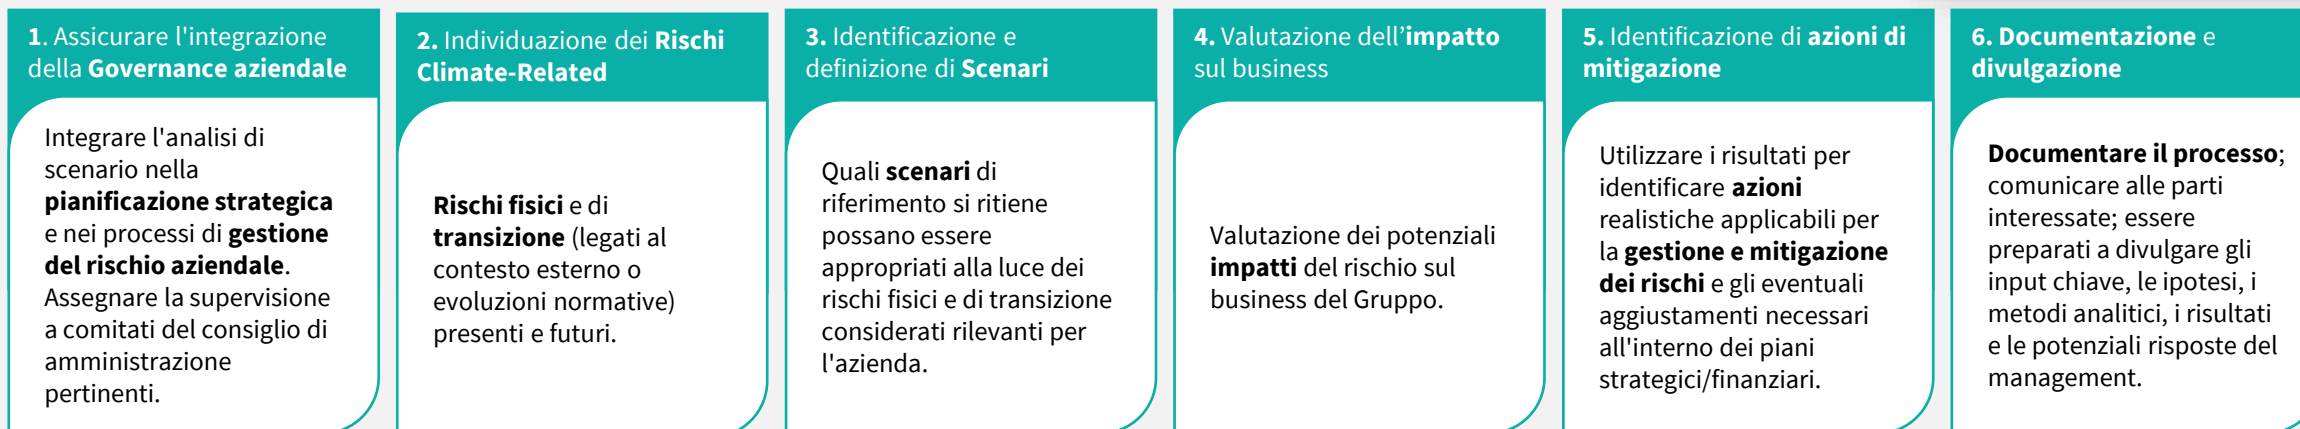 1. Assicurare l'integrazione
della Governance aziendale
Integrare l'analisi di
scenario nella
pianificazione strategica
e nei processi di gestione
del rischio aziendale.
Assegnare la supervisione
a comitati del consiglio di
amministrazione
pertinenti.
2. Individuazione dei Rischi
Climate-Related
Rischi fisici e di
transizione (legati al
contesto esterno o
evoluzioni normative)
presenti e futuri.
3. Identificazione e
definizione di Scenari
Quali scenari di
riferimento si ritiene
possano essere
appropriati alla luce dei
rischi fisici e di transizione
considerati rilevanti per
l'azienda.
4. Valutazione dell’impatto
sul business
Valutazione dei potenziali
impatti del rischio sul
business del Gruppo.
5. Identificazione di azioni di
mitigazione
Utilizzare i risultati per
identificare azioni
realistiche applicabili per
la gestione e mitigazione
dei rischi e gli eventuali
aggiustamenti necessari
all'interno dei piani
strategici/finanziari.
6. Documentazione e
divulgazione
Documentare il processo;
comunicare alle parti
interessate; essere
preparati a divulgare gli
input chiave, le ipotesi, i
metodi analitici, i risultati
e le potenziali risposte del
management.